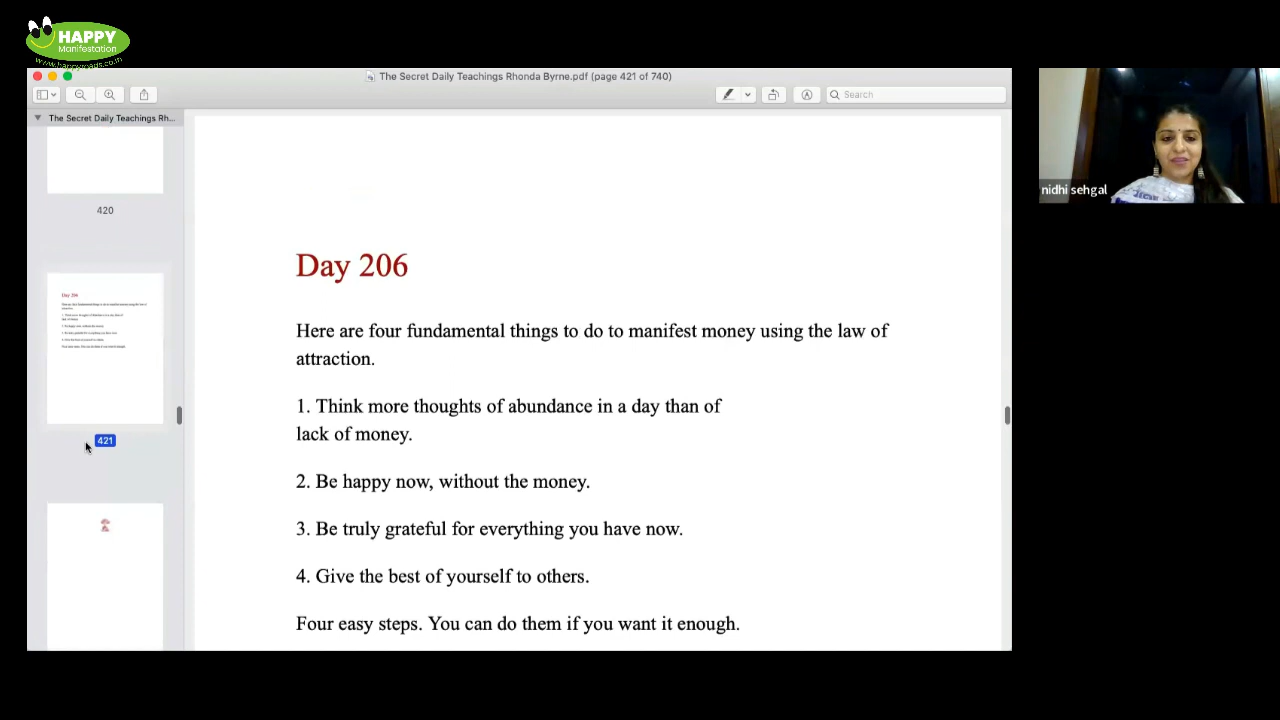 HAPPY
Manifestation
www.happyroads.co.in
The Secret Daily Teachings Rhonda Byrne.pdf (page 421 of 740)
Search
The Secret Daily Teachings Rh...
420
421
Day 206
Here are four fundamental things to do to manifest money using the law of
attraction.
1. Think more thoughts of abundance in a day than of
lack of money.
2. Be happy now, without the money.
3. Be truly grateful for everything you have now.
4. Give the best of yourself to others.
Four easy steps. You can do them if you want it enough.
nidhi sehgal